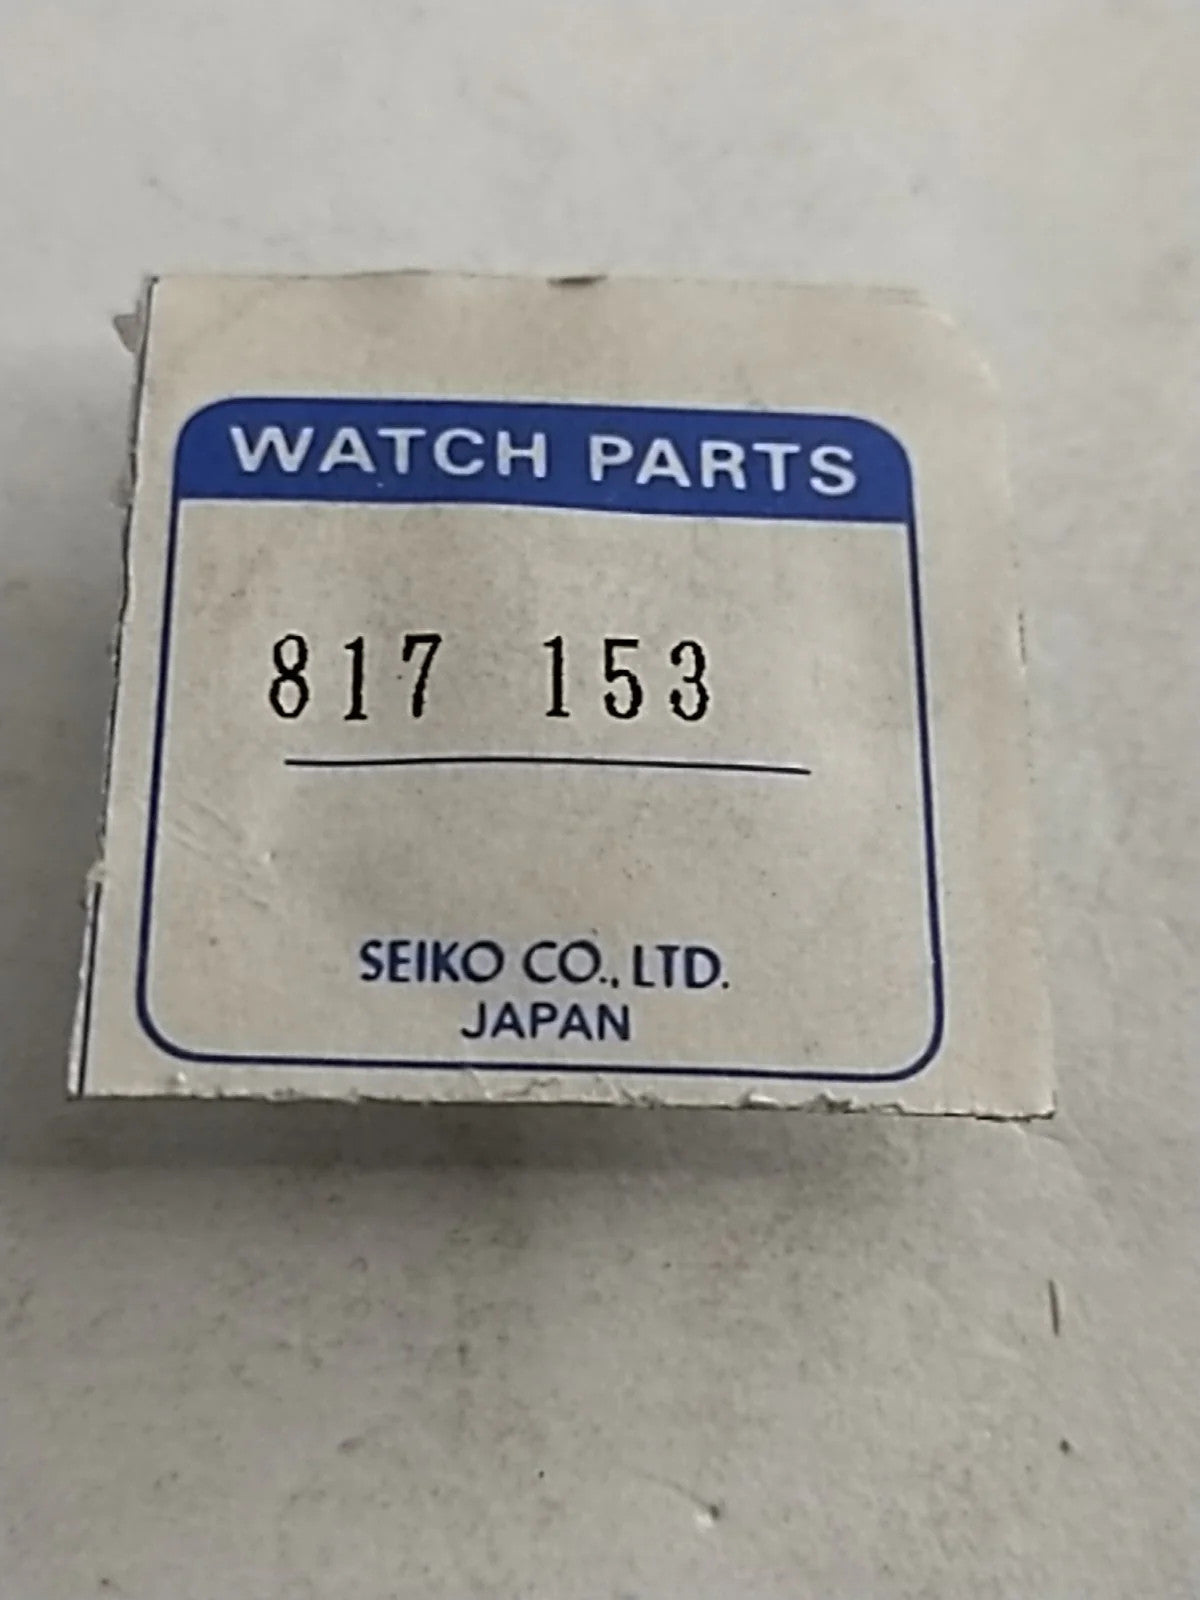 WATCH PARTS
817 153
SEIKO CO., LTD.
JAPAN